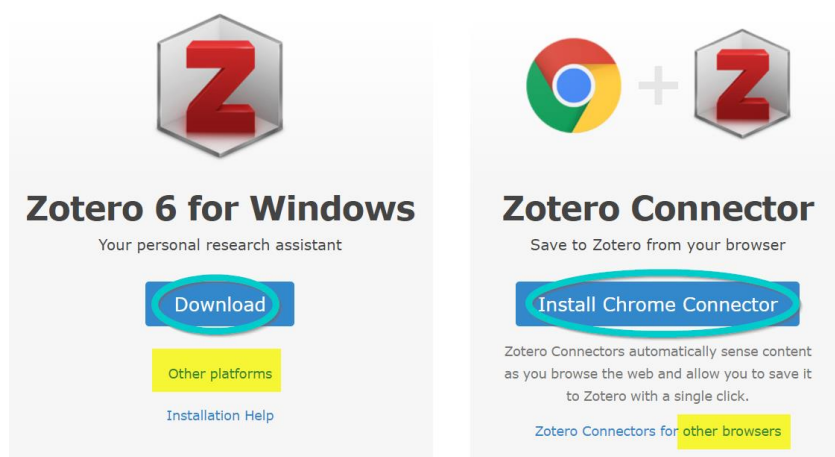 Zotero 6 for Windows
Your personal research assistant
Download
Other platforms
Installation Help
Zotero Connector
Save to Zotero from your browser
Install Chrome Connector
Zotero Connectors automatically sense content
as you browse the web and allow you to save it
to Zotero with a single click.
Zotero Connectors for other browsers